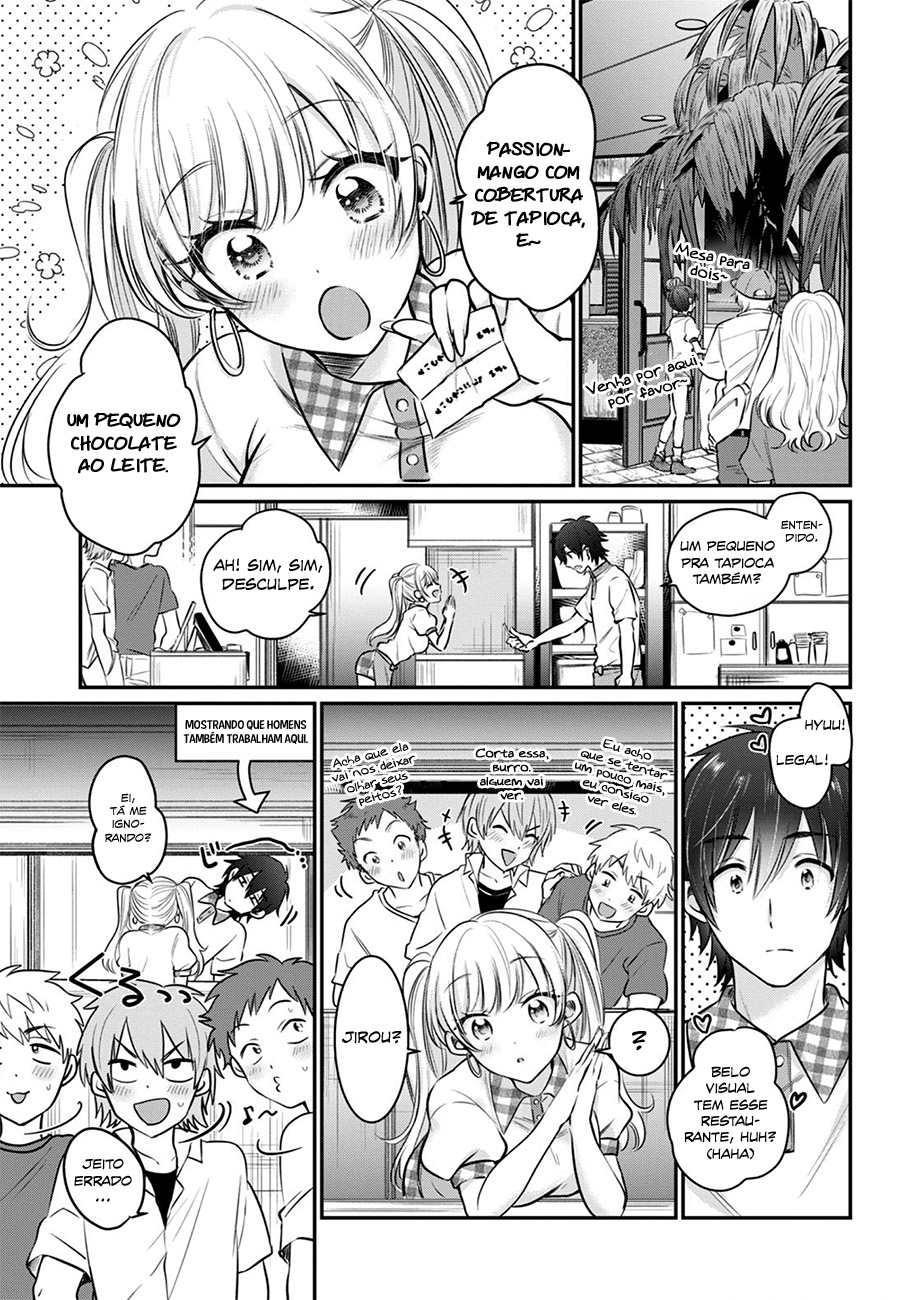 Mesa para
dois~
Venha por aqui,
por favor~
PASSION-
MANGO COM
COBERTURA
DE TAPIOCA,
E~
UM PEQUENO
CHOCOLATE
AO LEITE.
ENTEN-
DIDO.
UM PEQUENO
PRA TAPIOCA
TAMBÉM?
AH! SIM, SIM,
DESCULPE.
HYUU!
LEGAL!
BELO
VISUAL
TEM ESSE
RESTAU-
RANTE, HUH?
(HAHA)
Eu acho
que se tentar
um pouco mais,
eu consigo
ver eles.
Corta essa,
burro.
alguém vai
ver.
Acha que ela
vai nos deixar
olhar seus
peitos?
?
JIROU?
MOSTRANDO QUE HOMENS
TAMBÉM TRABALHAM AQUI.
EI,
TÁ ME
IGNO-
RANDO?
くるっ
JEITO
ERRADO
...